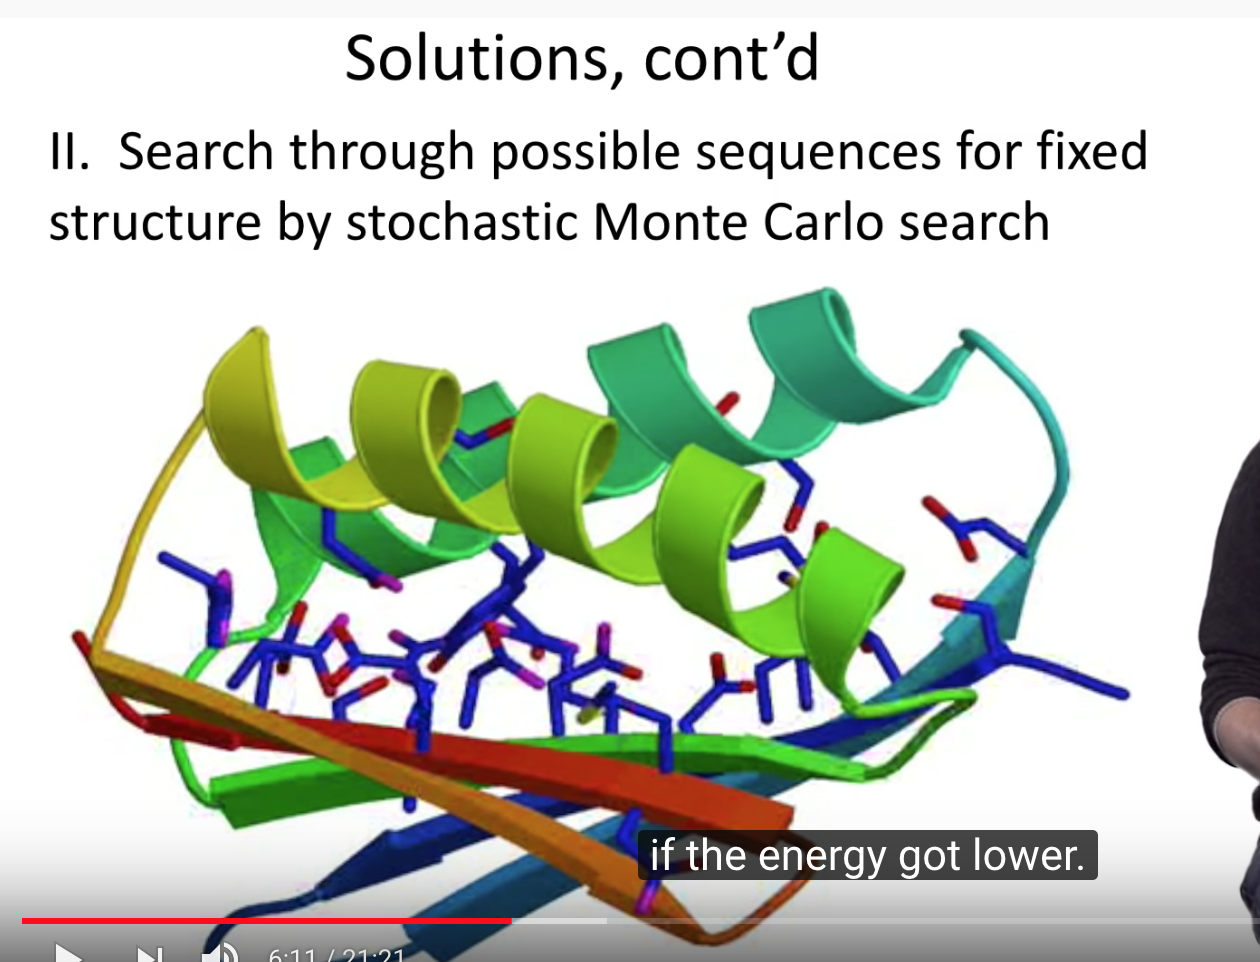 Solutions, cont’d
II. Search through possible sequences for fixed
structure by stochastic Monte Carlo search
if the energy got lower.
6:11 / 21:21